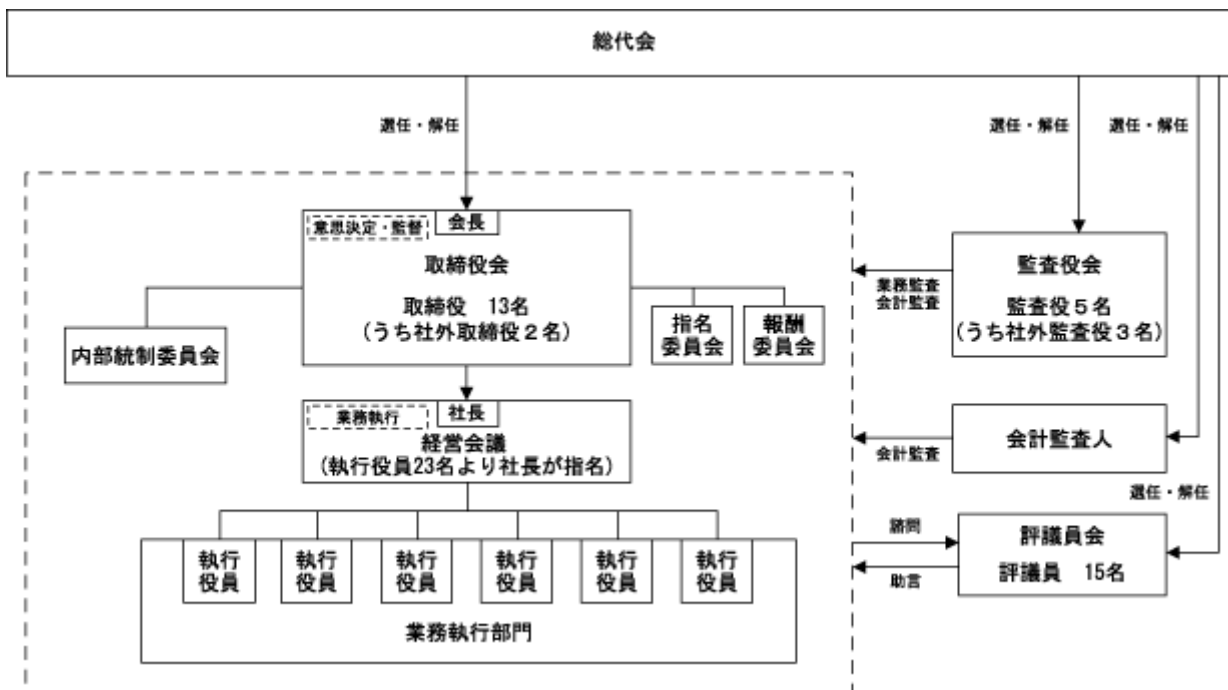 総代会
選任・解任
選任・解任
選任・解任
意思決定・監督
会長
取締役会
取締役 13名
(うち社外取締役２名)
内部統制委員会
指名
委員会
報酬
委員会
業務監査
会計監査
監査役会
監査役５名
(うち社外監査役３名)
業務執行
社長
経営会議
(執行役員23名より社長が指名)
会計監査
会計監査人
選任・解任
諮問
助言
評議員会
評議員 15名
執行
役員
執行
役員
執行
役員
執行
役員
執行
役員
執行
役員
業務執行部門